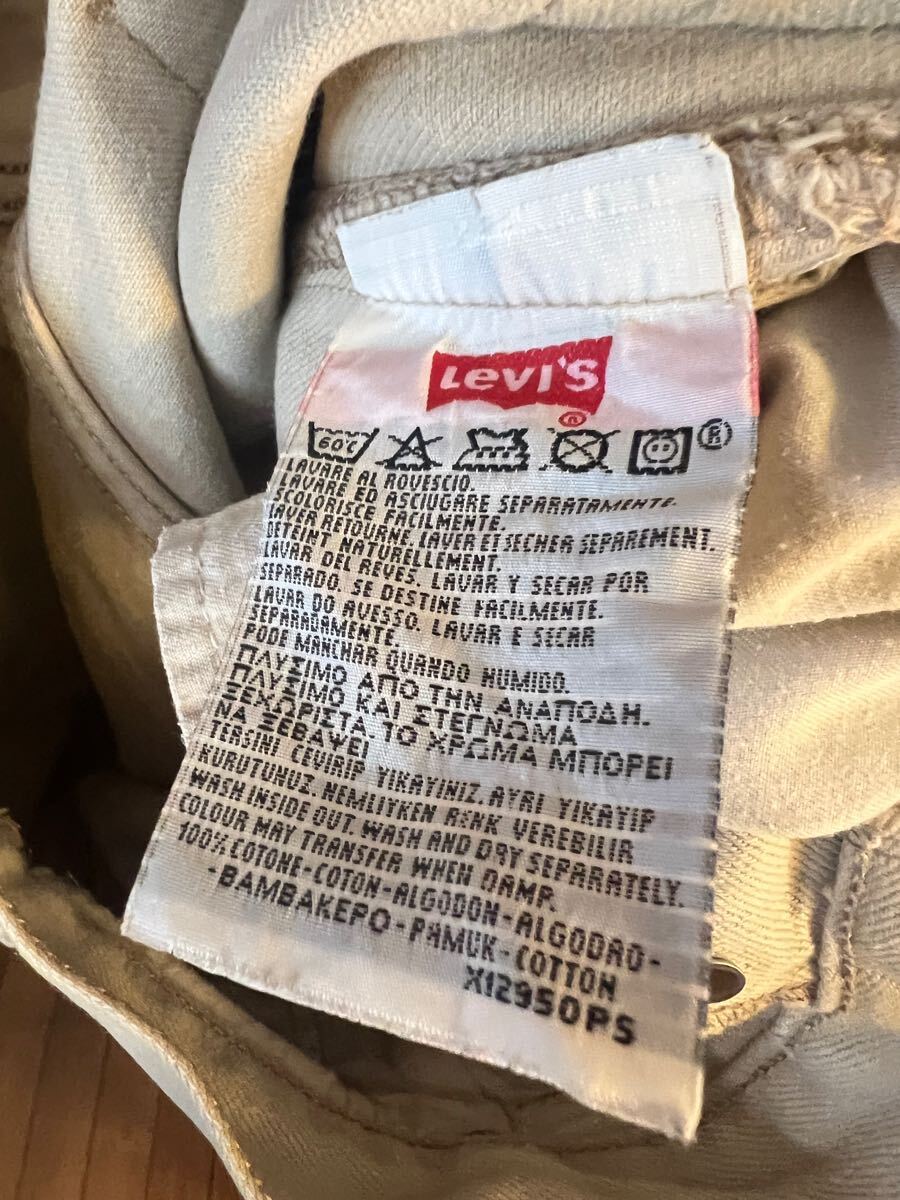 Levi's
®
60°C
®
LAVARE AL ROVESCIO.
LAVARE ED ASCIUGARE SEPARATAMENTE.
SCOLORISCE FACILMENTE.
LAVER RETOURNE, LAVER ET SECHER SEPAREMENT.
DETEINT NATURELLEMENT.
LAVAR DEL REVES. LAVAR Y SECAR POR
SEPARADO. SE DESTINE FACILMENTE.
LAVAR DO AVESSO. LAVAR E SECAR
SEPARADAMENTE.
PODE MANCHAR QUANDO HUMIDO.
ΠΛΥΣΙΜΟ ΑΠΟ ΤΗΝ ΑΝΑΠΟΔΗ.
ΠΛΥΣΙΜΟ ΚΑΙ ΣΤΕΓΝΩΜΑ
ΞΕΧΩΡΙΣΤΑ. ΤΟ ΧΡΩΜΑ ΜΠΟΡΕΙ
ΝΑ ΞΕΒΑΨΕΙ
TERSINI CEVIRIP YIKAYINIZ. AYRI YIKAYIP
KURUTUNUZ. NEMLIYKEN RENK VEREBILIR
WASH INSIDE OUT. WASH AND DRY SEPARATELY.
COLOUR MAY TRANSFER WHEN DAMP.
100% COTONE-COTON-ALGODON-ALGODAO-
-ΒΑΜΒΑΚΕΡΟ-PAMUK-COTTON
X12950PS